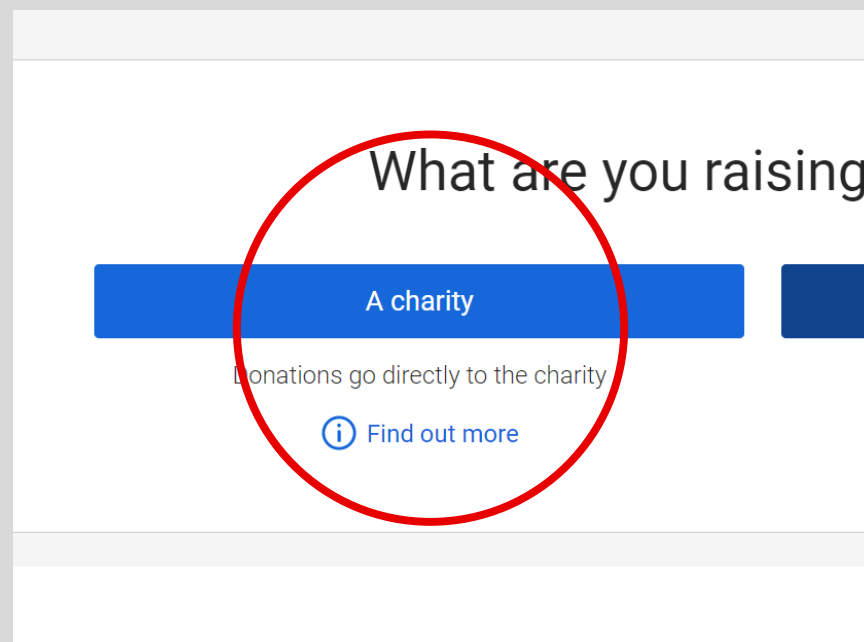 What are you raising
A charity
Donations go directly to the charity
Find out more